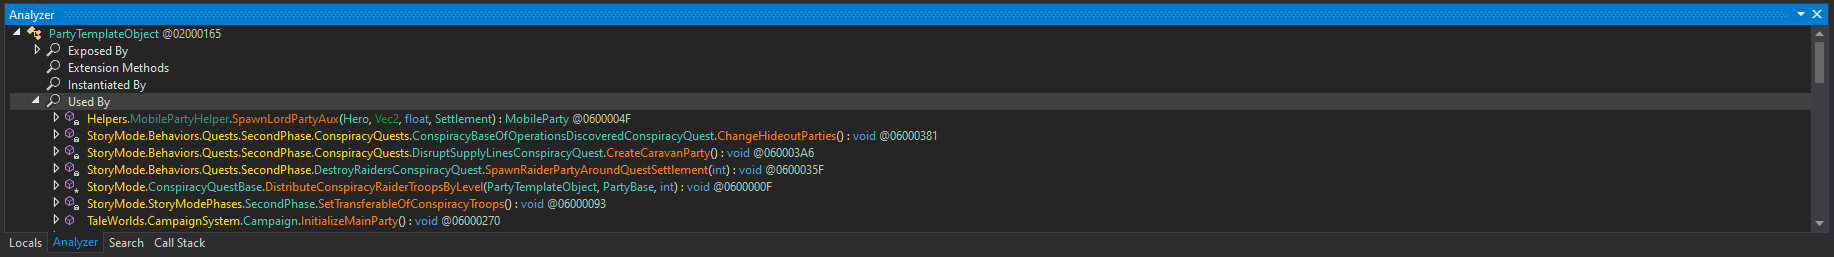 Analyzer
PartyTemplateObject @02000165
Exposed By
Extension Methods
Instantiated By
Used By
Helpers.MobilePartyHelper.SpawnLordPartyAux(Hero, Vec2, float, Settlement) : MobileParty @0600004F
StoryMode.Behaviors.Quests.SecondPhase.ConspiracyQuests.ConspiracyBaseOfOperationsDiscoveredConspiracyQuest.ChangeHideoutParties() : void @06000381
StoryMode.Behaviors.Quests.SecondPhase.ConspiracyQuests.DisruptSupplyLinesConspiracyQuest.CreateCaravanParty() : void @060003A6
StoryMode.Behaviors.Quests.SecondPhase.DestroyRaidersConspiracyQuest.SpawnRaiderPartyAroundQuestSettlement(int) : void @0600035F
StoryMode.ConspiracyQuestBase.DistributeConspiracyRaiderTroopsByLevel(PartyTemplateObject, PartyBase, int) : void @0600000F
StoryMode.StoryModePhases.SecondPhase.SetTransferableOfConspiracyTroops() : void @06000093
TaleWorlds.CampaignSystem.Campaign.InitializeMainParty() : void @06000270
Locals Analyzer Search Call Stack